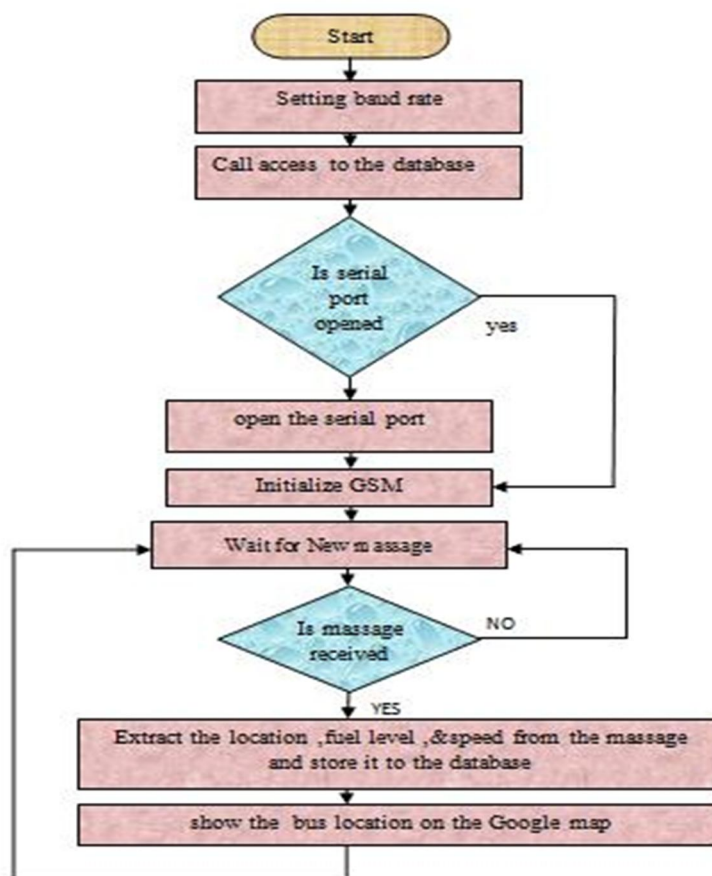 Start
Setting baud rate
Call access to the database
Is serial
port
opened
yes
open the serial port
Initialize GSM
Wait for New massage
Is massage
received
NO
YES
Extract the location ,fuel level ,&speed from the massage
and store it to the database
show the bus location on the Google map